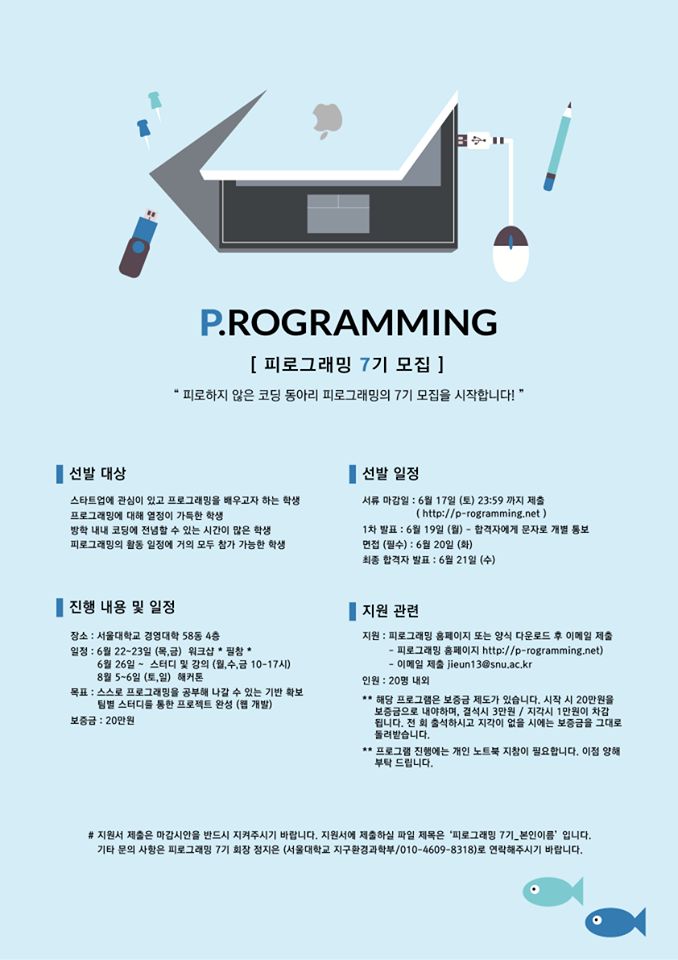 P.ROGRAMMING
[ 피로그래밍 7기 모집 ]
“ 피로하지 않은 코딩 동아리 피로그래밍의 7기 모집을 시작합니다! ”
선발 대상
스타트업에 관심이 있고 프로그래밍을 배우고자 하는 학생
프로그래밍에 대해 열정이 가득한 학생
방학 내내 코딩에 전념할 수 있는 시간이 많은 학생
피로그래밍의 활동 일정에 거의 모두 참가 가능한 학생
선발 일정
서류 마감일 : 6월 17일 (토) 23:59 까지 제출
( http://p-rogramming.net )
1차 발표 : 6월 19일 (월) - 합격자에게 문자로 개별 통보
면접 (필수) : 6월 20일 (화)
최종 합격자 발표 : 6월 21일 (수)
진행 내용 및 일정
장소 : 서울대학교 경영대학 58동 4층
일정 : 6월 22~23일 (목,금) 워크샵 * 필참 *
6월 26일 ~ 스터디 및 강의 (월,수,금 10-17시)
8월 5~6일 (토,일) 해커톤
목표 : 스스로 프로그래밍을 공부해 나갈 수 있는 기반 확보
팀별 스터디를 통한 프로젝트 완성 (웹 개발)
보증금 : 20만원
지원 관련
지원 : 피로그래밍 홈페이지 또는 양식 다운로드 후 이메일 제출
- 피로그래밍 홈페이지 http://p-rogramming.net)
- 이메일 제출 jieun13@snu.ac.kr
인원 : 20명 내외
** 해당 프로그램은 보증금 제도가 있습니다. 시작 시 20만원을
보증금으로 내야하며, 결석시 3만원 / 지각시 1만원이 차감
됩니다. 전 회 출석하시고 지각이 없을 시에는 보증금을 그대로
돌려받습니다.
** 프로그램 진행에는 개인 노트북 지참이 필요합니다. 이점 양해
부탁 드립니다.
# 지원서 제출은 마감시안을 반드시 지켜주시기 바랍니다. 지원서에 제출하실 파일 제목은 ‘피로그래밍 7기_본인이름’ 입니다.
기타 문의 사항은 피로그래밍 7기 회장 정지은 (서울대학교 지구환경과학부/010-4609-8318)로 연락해주시기 바랍니다.